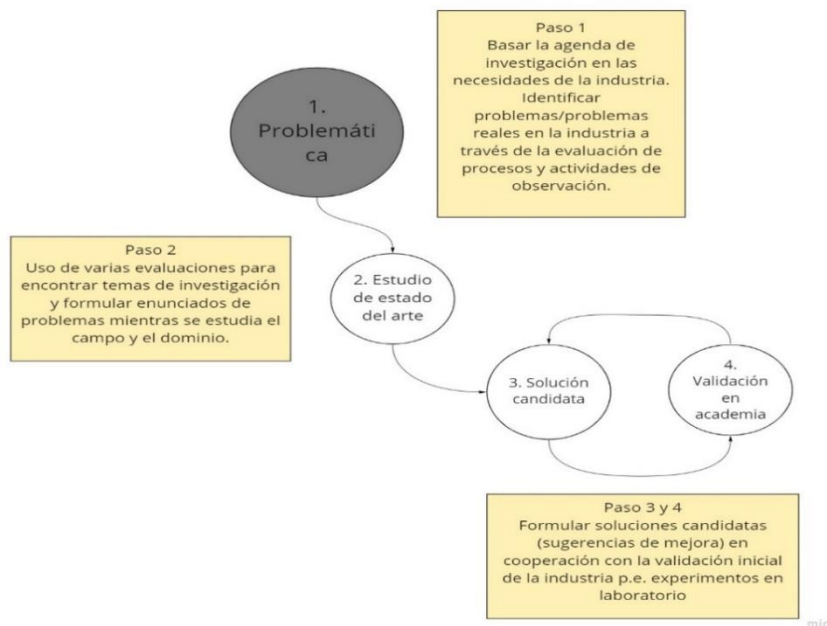 Paso 1
Basar la agenda de
investigación en las
necesidades de la industria.
Identificar
problemas/problemas
reales en la industria a
través de la evaluación de
procesos y actividades de
observación.
1.
Problemáti
ca
Paso 2
Uso de varias evaluaciones para
encontrar temas de investigación
y formular enunciados de
problemas mientras se estudia el
campo y el dominio.
2. Estudio
de estado
del arte
3. Solución
candidata
4.
Validación
en
academia
Paso 3 y 4
Formular soluciones candidatas
(sugerencias de mejora) en
cooperación con la validación inicial
de la industria p.e. experimentos en
laboratorio